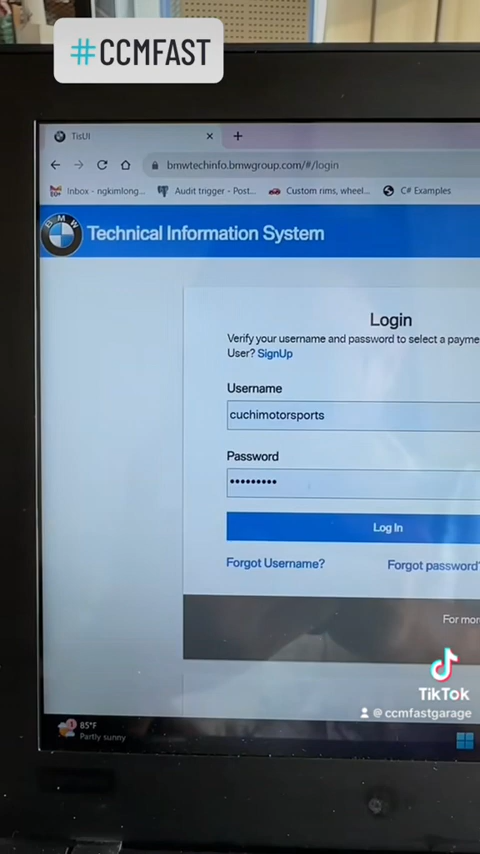 #CCMFAST
TisUI
bmwtechinfo.bmwgroup.com/#/login
Inbox - ngkimlong... Audit trigger - Post... Custom rims, wheel... C# Examples
BMW
Technical Information System
Login
Verify your username and password to select a payme
User? SignUp
Username
cuchimotorsports
Password
•••••••••
Log In
Forgot Username? Forgot password?
For mor
TikTok
@ccmfastgarage
1
85°F
Partly sunny